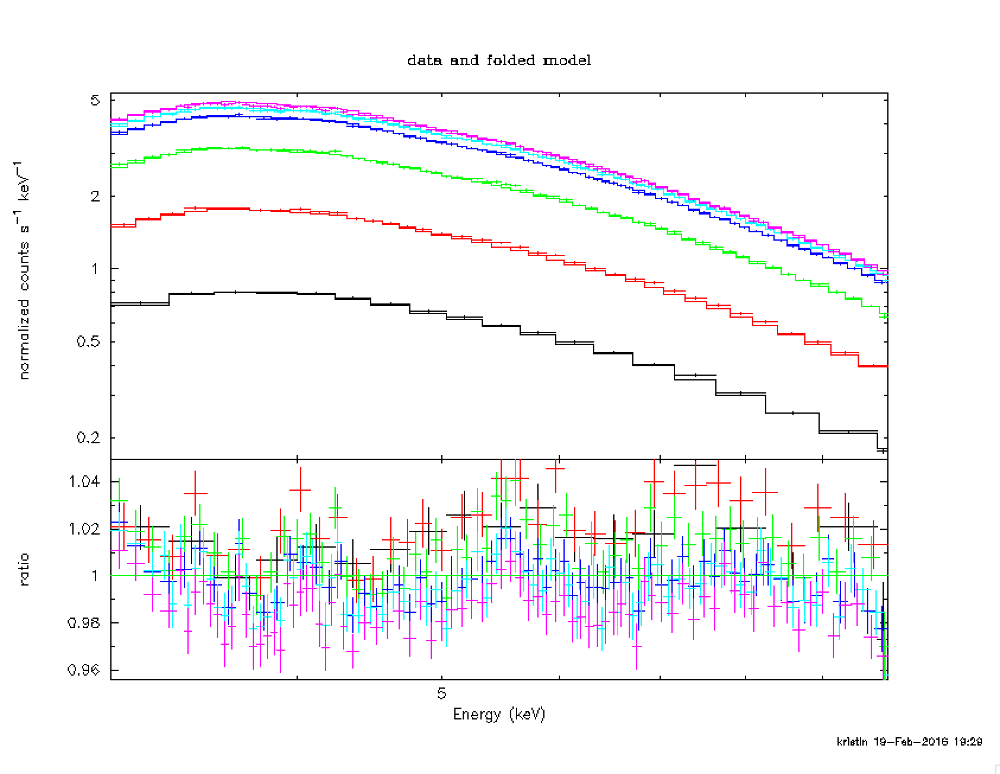 data and folded model
normalized counts s−1 keV−1
5
2
1
0.5
0.2
ratio
1.04
1.02
1
0.98
0.96
5
Energy (keV)
kristin 19−Feb−2016 19:29